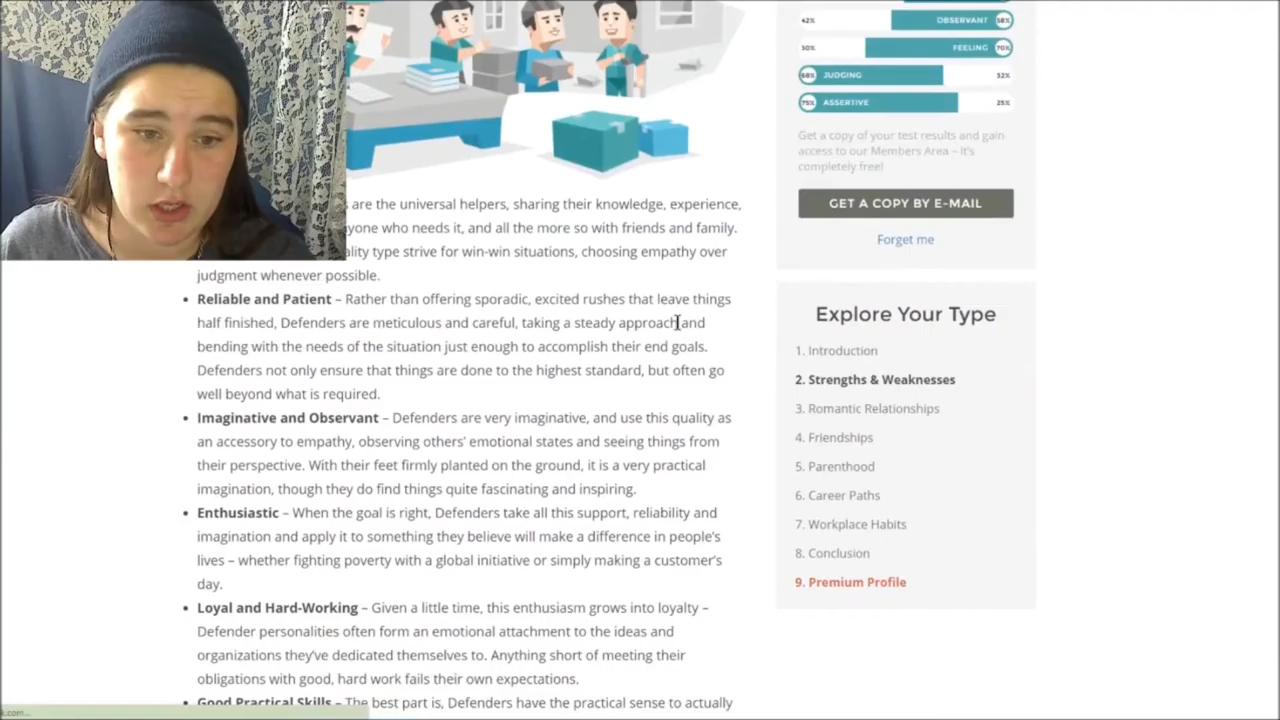 are the universal helpers, sharing their knowledge, experience,
who needs it, and all the more so with friends and family.
type strive for win-win situations, choosing empathy over
judgment whenever possible.
• Reliable and Patient – Rather than offering sporadic, excited rushes that leave things
half finished, Defenders are meticulous and careful, taking a steady approach and
bending with the needs of the situation just enough to accomplish their end goals.
Defenders not only ensure that things are done to the highest standard, but often go
well beyond what is required.
• Imaginative and Observant – Defenders are very imaginative, and use this quality as
an accessory to empathy, observing others’ emotional states and seeing things from
their perspective. With their feet firmly planted on the ground, it is a very practical
imagination, though they do find things quite fascinating and inspiring.
• Enthusiastic – When the goal is right, Defenders take all this support, reliability and
imagination and apply it to something they believe will make a difference in people’s
lives – whether fighting poverty with a global initiative or simply making a customer’s
day.
• Loyal and Hard-Working – Given a little time, this enthusiasm grows into loyalty –
Defender personalities often form an emotional attachment to the ideas and
organizations they’ve dedicated themselves to. Anything short of meeting their
obligations with good, hard work fails their own expectations.
• Good Practical Skills – The best part is, Defenders have the practical sense to actually
42% OBSERVANT 58%
30% FEELING 70%
68% JUDGING 32%
75% ASSERTIVE 25%
Get a copy of your test results and gain
access to our Members Area – it’s
completely free!
GET A COPY BY E-MAIL
Forget me
Explore Your Type
1. Introduction
2. Strengths & Weaknesses
3. Romantic Relationships
4. Friendships
5. Parenthood
6. Career Paths
7. Workplace Habits
8. Conclusion
9. Premium Profile